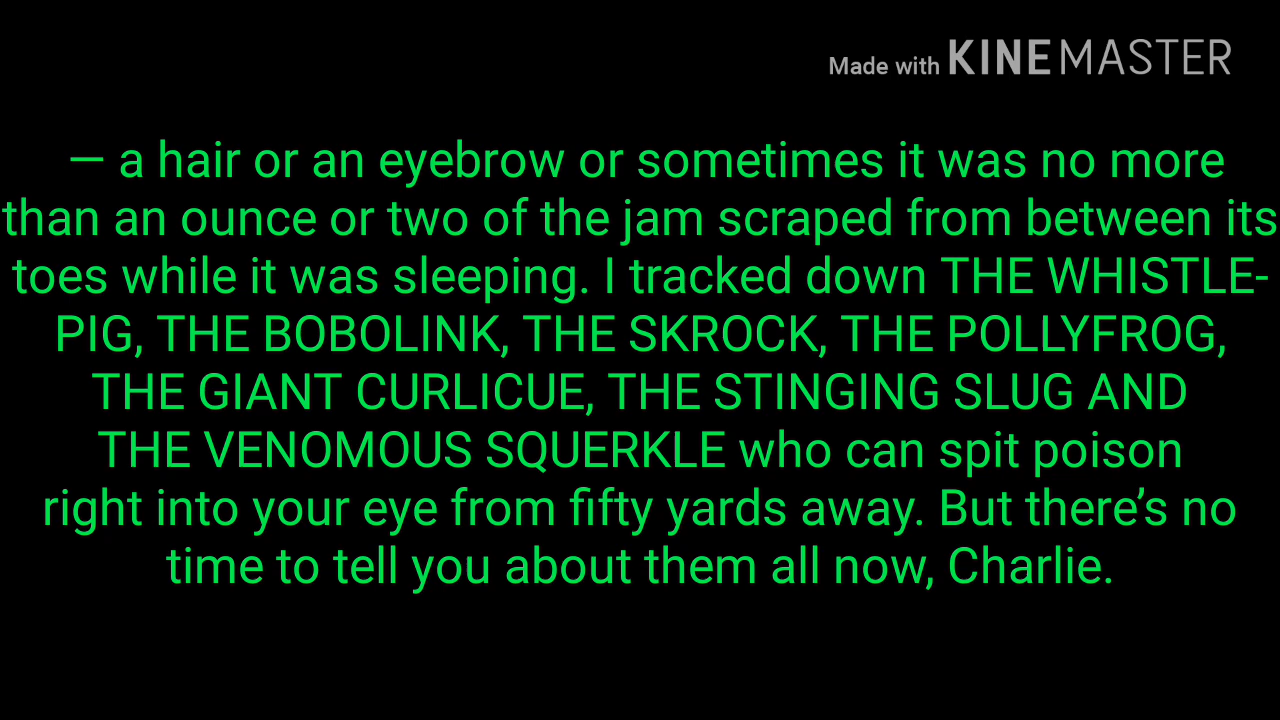 Made with KINEMASTER
— a hair or an eyebrow or sometimes it was no more
than an ounce or two of the jam scraped from between its
toes while it was sleeping. I tracked down THE WHISTLE-
PIG, THE BOBOLINK, THE SKROCK, THE POLLYFROG,
THE GIANT CURLICUE, THE STINGING SLUG AND
THE VENOMOUS SQUERKLE who can spit poison
right into your eye from fifty yards away. But there’s no
time to tell you about them all now, Charlie.